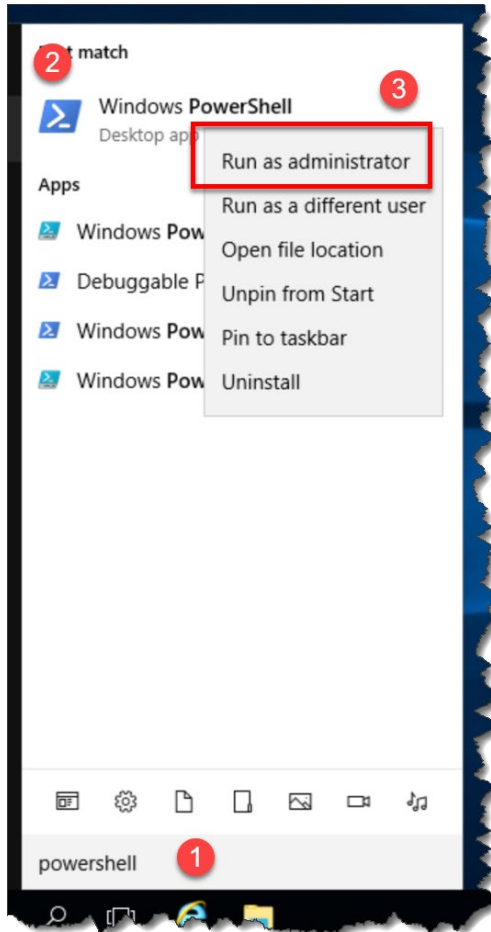 2
t match
3
Windows PowerShell
Desktop app
Run as administrator
Apps
Run as a different user
Windows Pow
Open file location
Debuggable P
Unpin from Start
Windows Pow
Pin to taskbar
Windows Pow
Uninstall
powershell
1